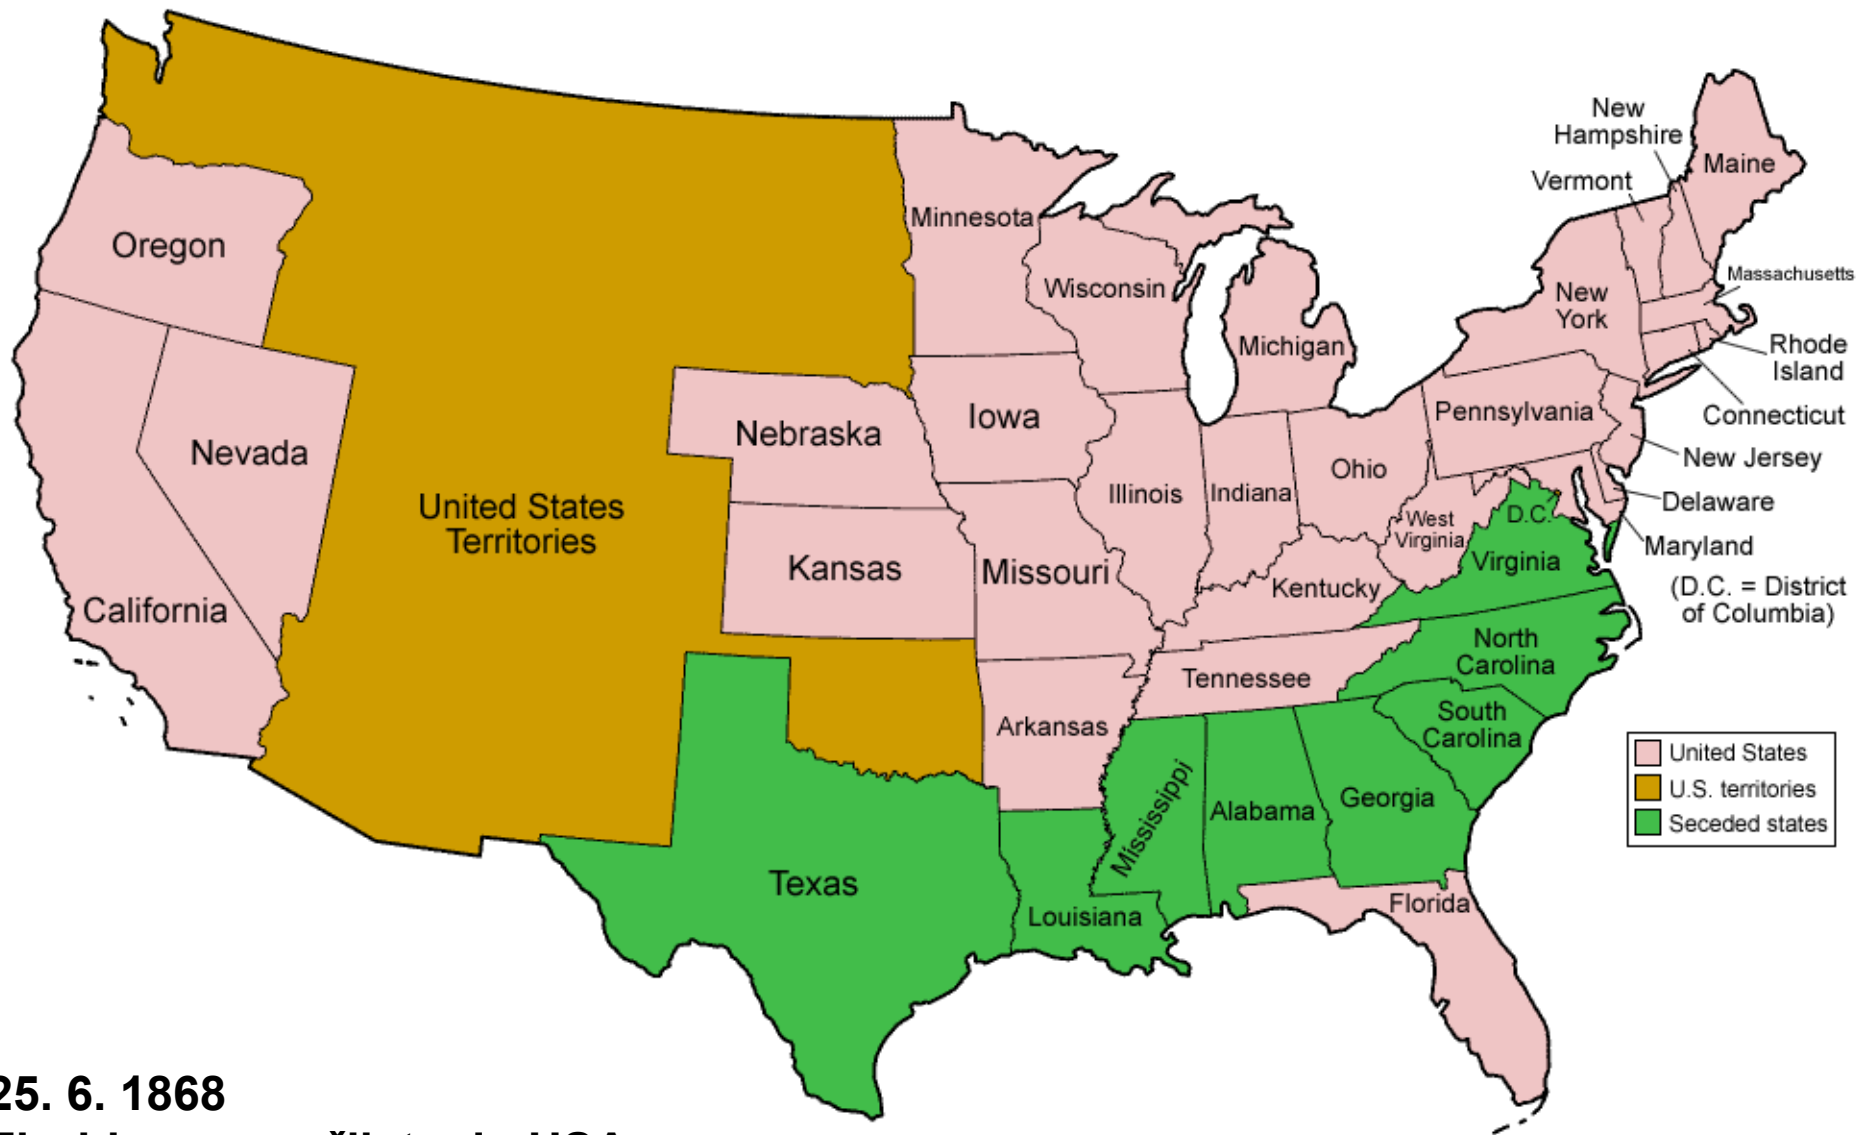 New
Hampshire
Maine
Vermont
Minnesota
Oregon
Massachusetts
Wisconsin
New
York
Michigan
Rhode
Island
Pennsylvania
Connecticut
Iowa
Nebraska
Nevada
New Jersey
Ohio
Illinois
Indiana
Delaware
United States
Territories
D.C.
West
Virginia
Maryland
Virginia
Kansas
Missouri
Kentucky
(D.C. = District
of Columbia)
California
North
Carolina
Tennessee
South
Carolina
Arkansas
United States
U.S. territories
Seceded states
Mississippi
Alabama
Georgia
Texas
Florida
Louisiana
25. 6. 1868
USA